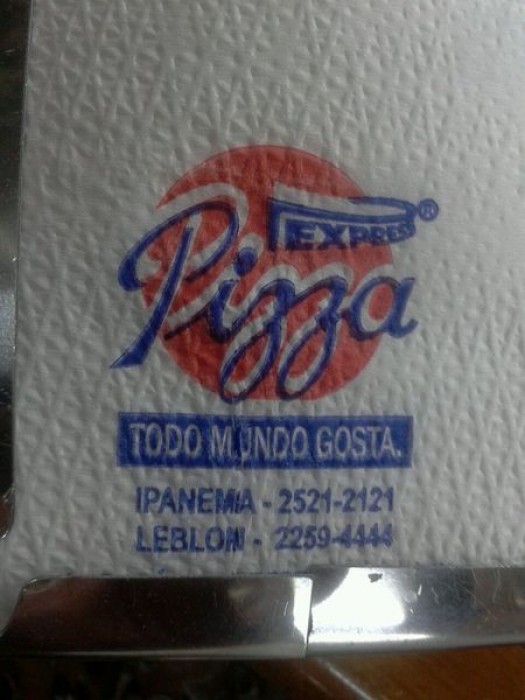 EXPRESS®
Pizza
TODO MUNDO GOSTA.
IPANEMA - 2521-2121
LEBLON - 2259-4444